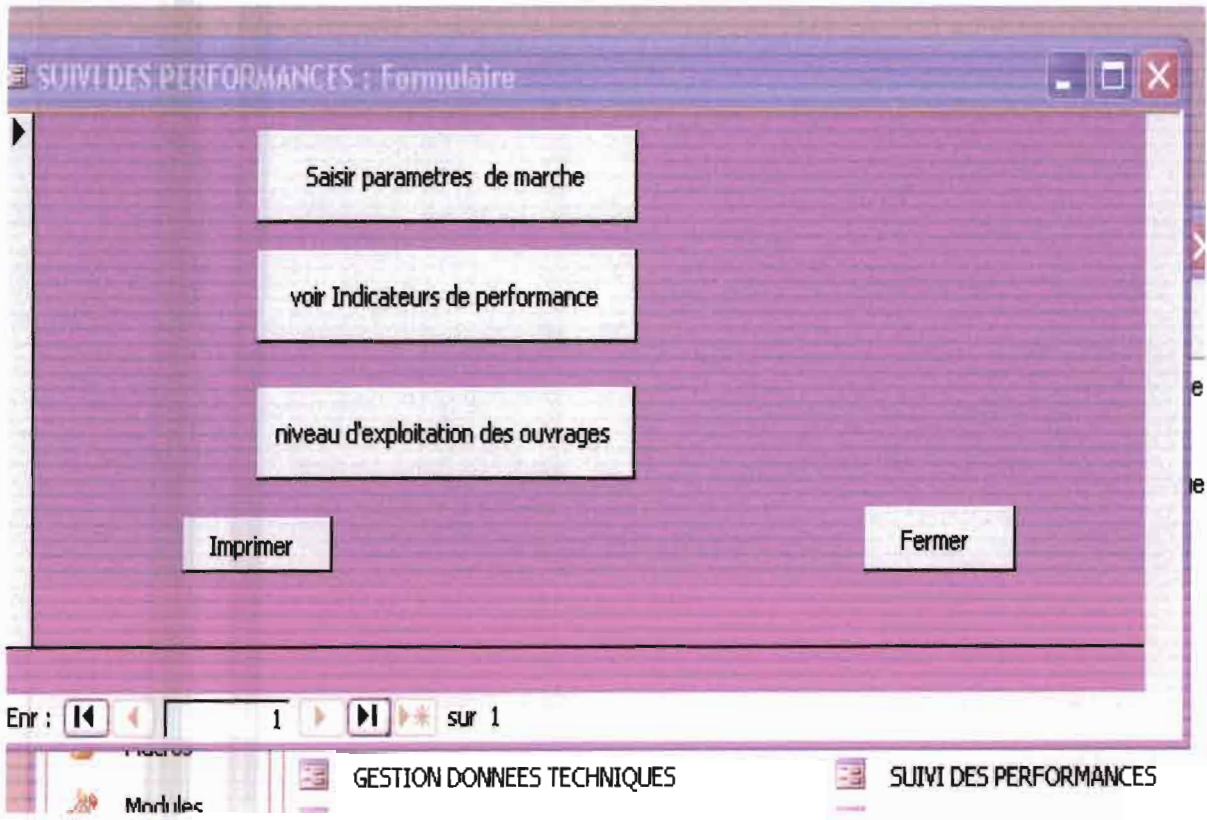 SUIVI DES PERFORMANCES : Formulaire
Saisir parametres de marche
voir Indicateurs de performance
niveau d'exploitation des ouvrages
Imprimer
Fermer
Enr : 1 sur 1
Macros
GESTION DONNEES TECHNIQUES
SUIVI DES PERFORMANCES
Modules